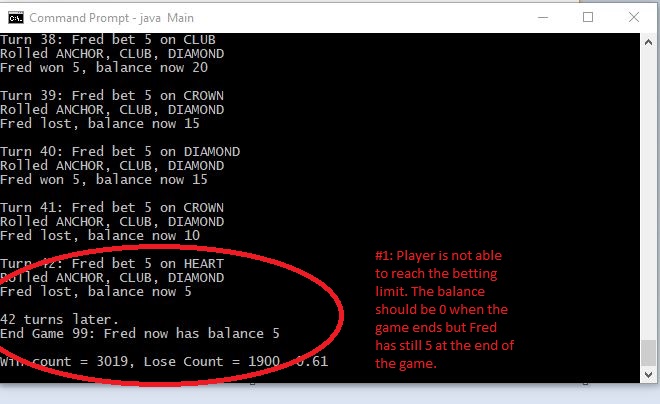 Command Prompt - java Main
Turn 38: Fred bet 5 on CLUB
Rolled ANCHOR, CLUB, DIAMOND
Fred won 5, balance now 20
Turn 39: Fred bet 5 on CROWN
Rolled ANCHOR, CLUB, DIAMOND
Fred lost, balance now 15
Turn 40: Fred bet 5 on DIAMOND
Rolled ANCHOR, CLUB, DIAMOND
Fred won 5, balance now 15
Turn 41: Fred bet 5 on CROWN
Rolled ANCHOR, CLUB, DIAMOND
Fred lost, balance now 10
Turn 42: Fred bet 5 on HEART
Rolled ANCHOR, CLUB, DIAMOND
Fred lost, balance now 5
42 turns later.
End Game 99: Fred now has balance 5
Win count = 3019, Lose Count = 1900, 0.61
#1: Player is not able
to reach the betting
limit. The balance
should be 0 when the
game ends but Fred
has still 5 at the end of
the game.